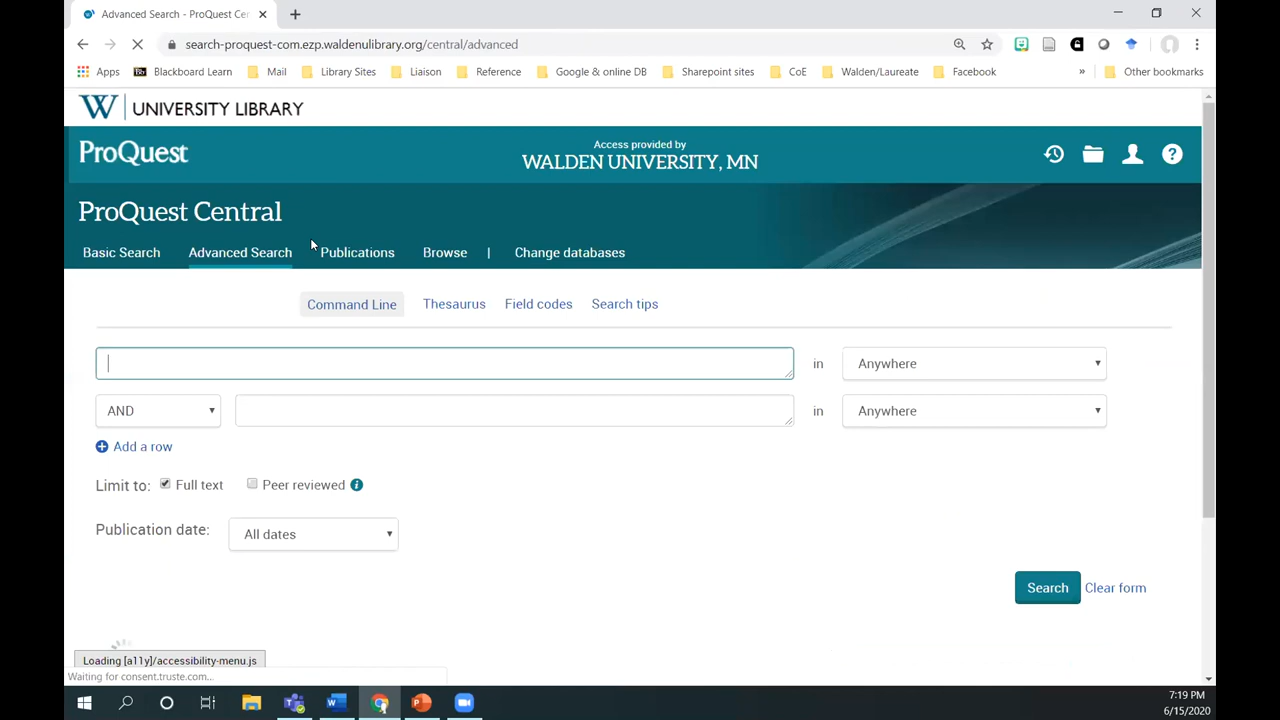 Advanced Search - ProQuest Cen
search-proquest-com.ezp.waldenulibrary.org/central/advanced
Apps Bb Blackboard Learn Mail Library Sites Liaison Reference Google & online DB Sharepoint sites CoE Walden/Laureate Facebook » Other bookmarks
W UNIVERSITY LIBRARY
ProQuest
Access provided by
WALDEN UNIVERSITY, MN
ProQuest Central
Basic Search Advanced Search Publications Browse | Change databases
Command Line Thesaurus Field codes Search tips
in Anywhere
AND in Anywhere
Add a row
Limit to: Full text Peer reviewed
Publication date: All dates
Search Clear form
Loading [a11y]/accessibility-menu.js
Waiting for consent.truste.com...
7:19 PM
6/15/2020